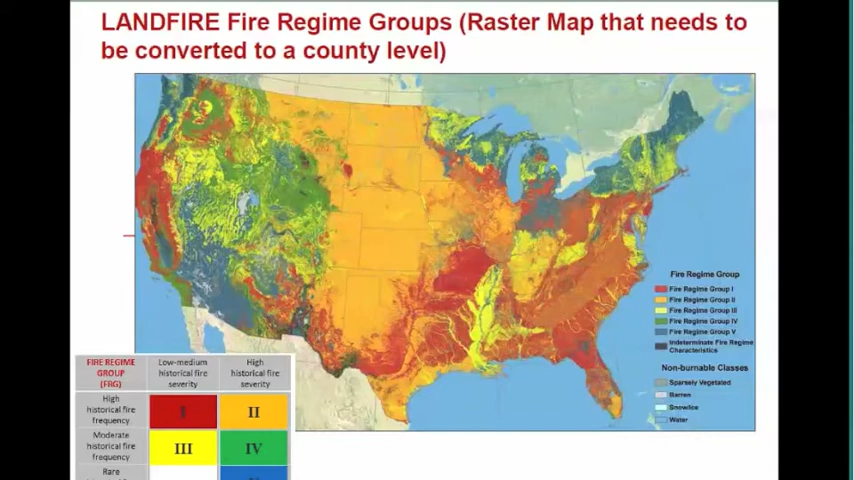 LANDFIRE Fire Regime Groups (Raster Map that needs to
be converted to a county level)
Fire Regime Group
Fire Regime Group I
Fire Regime Group II
Fire Regime Group III
Fire Regime Group IV
Fire Regime Group V
Indeterminate Fire Regime
Characteristics
Non-burnable Classes
Sparsely Vegetated
Barren
Snow/Ice
Water
FIRE REGIME
GROUP
(FRG)
Low-medium
historical fire
severity
High
historical fire
severity
High
historical fire
frequency
I
II
Moderate
historical fire
frequency
III
IV
Rare